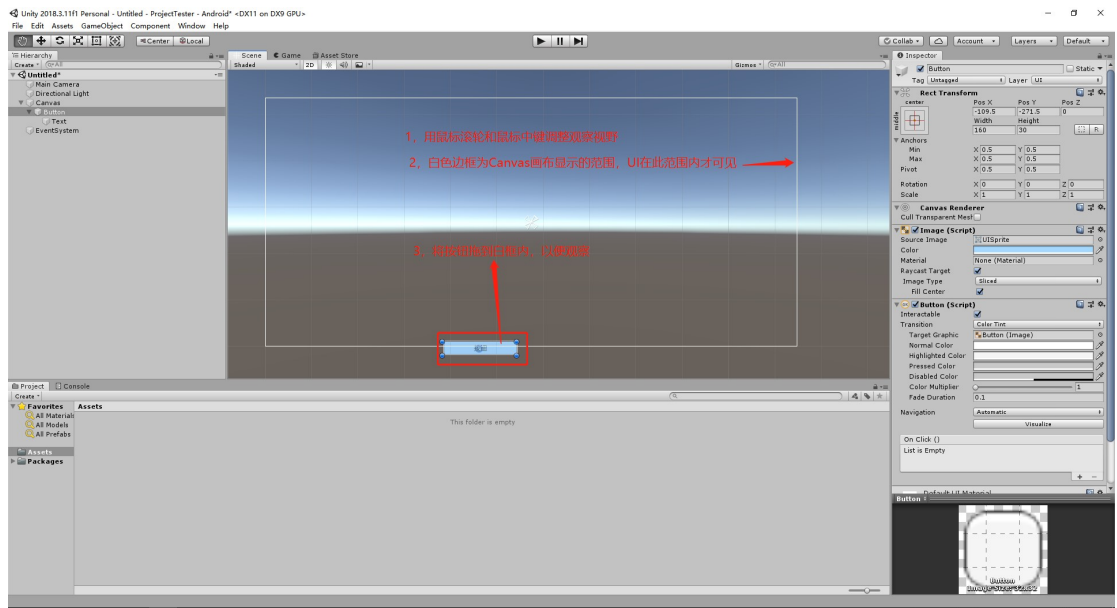 Unity 2018.3.11f1 Personal - Untitled - ProjectTester - Android* <DX11 on DX9 GPU>
File Edit Assets GameObject Component Window Help
Center Local
Collab Account Layers Default
Hierarchy
Create All
Untitled*
Main Camera
Directional Light
Canvas
Button
Text
EventSystem
Scene Game Asset Store
Shaded 2D Gizmos All
1，用鼠标滚轮和鼠标中键调整观察视野
2，白色边框为Canvas画布显示的范围，UI在此范围内才可见
Inspector
Button Static
Tag Untagged Layer UI
Rect Transform
center Pos X Pos Y Pos Z
middle
-109.5 -271.5 0
Width Height
160 30
R
Anchors
Min X 0.5 Y 0.5
Max X 0.5 Y 0.5
Pivot X 0.5 Y 0.5
Rotation X 0 Y 0 Z 0
Scale X 1 Y 1 Z 1
Canvas Renderer
Cull Transparent Mesh
Image (Script)
Source Image UISprite
Color
Material None (Material)
Raycast Target
Image Type Sliced
Fill Center
Button (Script)
Interactable
Transition Color Tint
Target Graphic Button (Image)
Normal Color
Highlighted Color
Pressed Color
Disabled Color
Color Multiplier 1
Fade Duration 0.1
Navigation Automatic
Visualize
On Click ()
List is Empty
+ −
Default UI Material
Button
Button
Image Size: 32x32
Project Console
Create
Favorites
All Materials
All Models
All Prefabs
Assets
Packages
Assets
This folder is empty